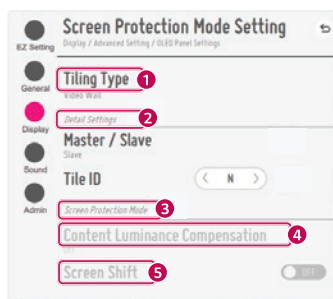 Screen Protection Mode Setting
Display / Advanced Setting / OLED Panel Settings
EZ Setting
General
Display
Sound
Admin
Tiling Type 1
Video Wall
Detail Settings 2
Master / Slave
Slave
Tile ID
< N >
Screen Protection Mode 3
Content Luminance Compensation 4
Off
Screen Shift 5
OFF